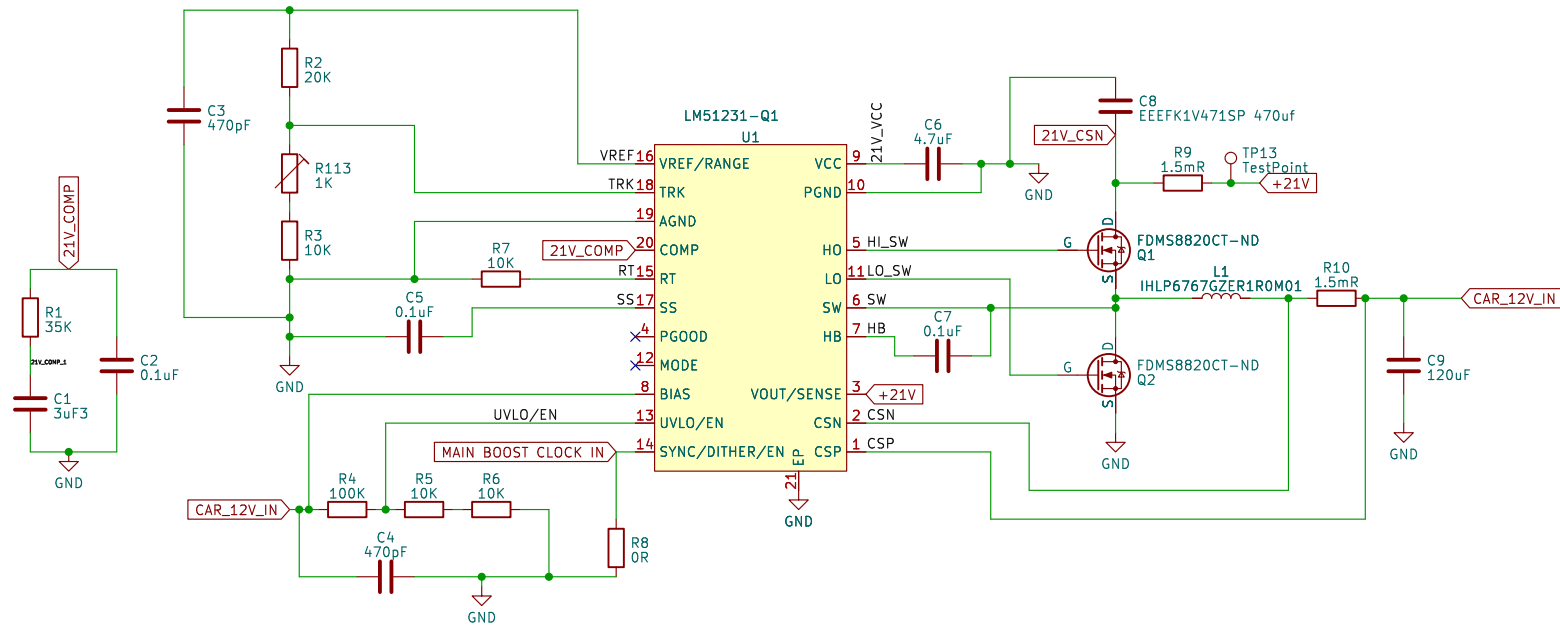 R2
20K
C3
470pF
R113
1K
R3
10K
21V_COMP
R1
35K
21V_COMP_1
C1
3uF3
C2
0.1uF
GND
GND
R7
10K
C5
0.1uF
21V_COMP
LM51231-Q1
U1
VREF 16 VREF/RANGE
TRK 18 TRK
19 AGND
20 COMP
RT 15 RT
SS 17 SS
4 PGOOD
12 MODE
8 BIAS
UVLO/EN 13 UVLO/EN
MAIN BOOST CLOCK IN 14 SYNC/DITHER/EN
VCC 9 21V_VCC
PGND 10
HO 5 HI_SW
LO 11 LO_SW
SW 6 SW
HB 7 HB
VOUT/SENSE 3 +21V
CSN 2 CSN
CSP 1 CSP
EP
21
GND
CAR_12V_IN
R4
100K
R5
10K
R6
10K
C4
470pF
GND
R8
0R
C6
4.7uF
GND
C7
0.1uF
C8
EEEFK1V471SP 470uf
21V_CSN
R9
1.5mR
TP13
TestPoint
+21V
D
G
S
FDMS8820CT-ND
Q1
D
G
S
FDMS8820CT-ND
Q2
GND
L1
IHLP6767GZER1R0M01
R10
1.5mR
CAR_12V_IN
C9
120uF
GND